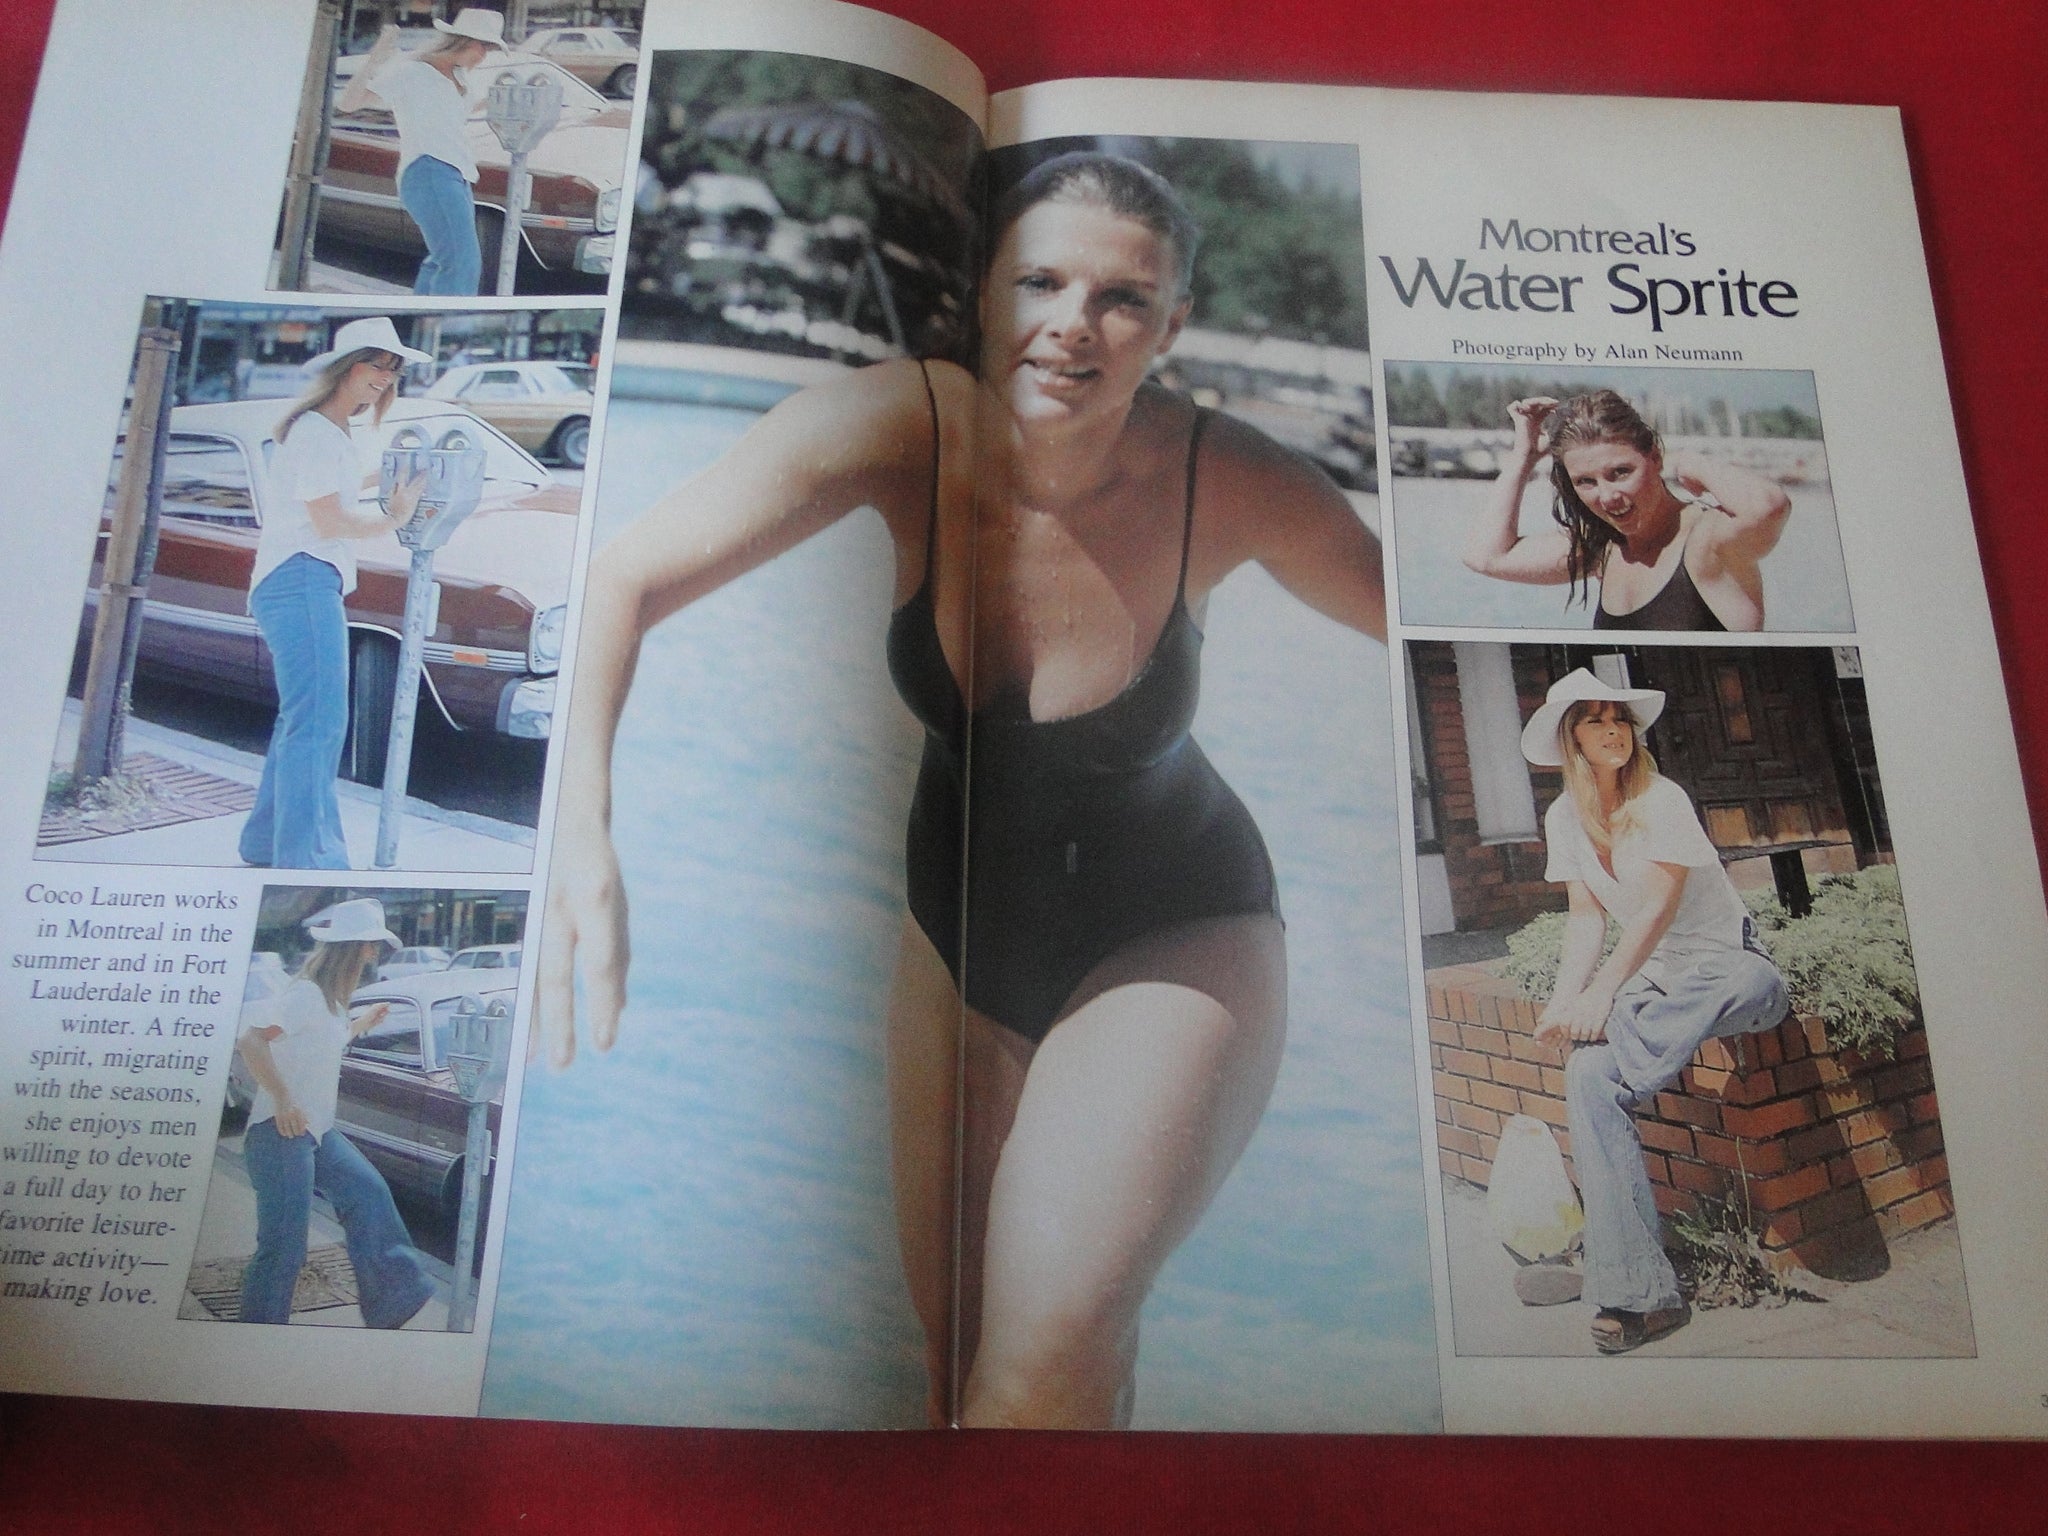 Coco Lauren works
in Montreal in the
summer and in Fort
Lauderdale in the
winter. A free
spirit, migrating
with the seasons,
she enjoys men
willing to devote
a full day to her
favorite leisure-
time activity—
making love.
Montreal's
Water Sprite
Photography by Alan Neumann